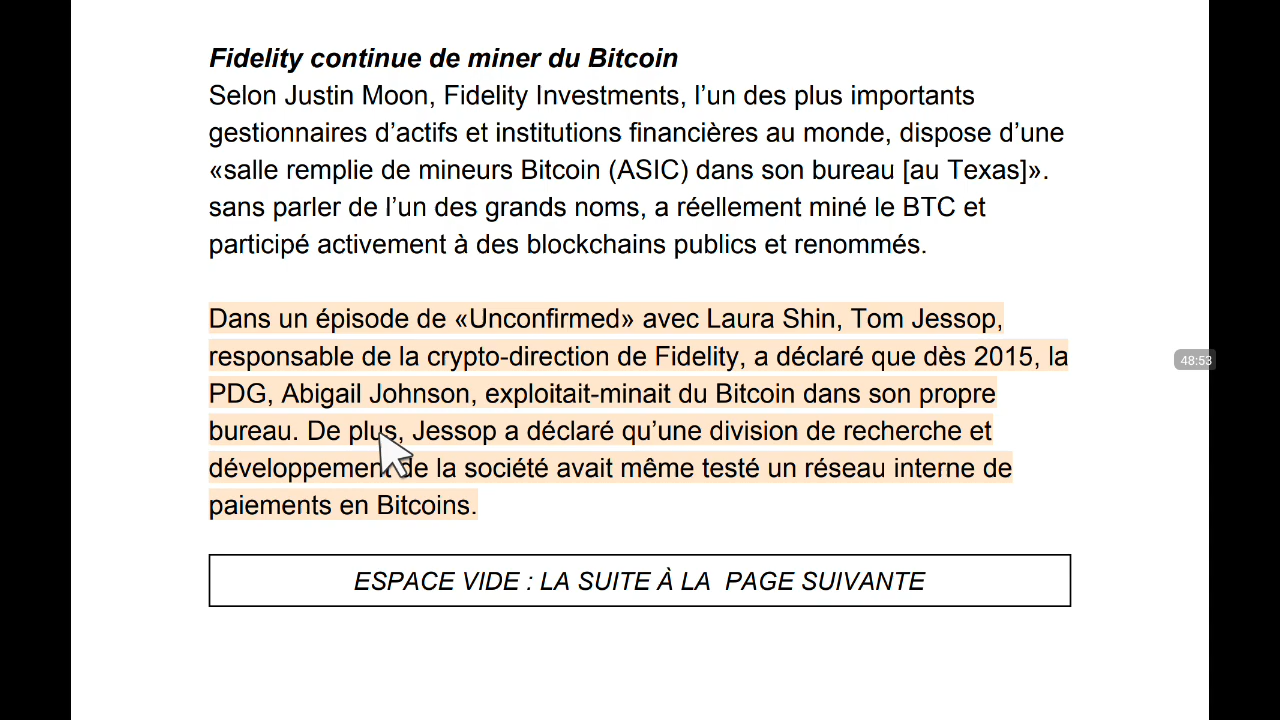 Fidelity continue de miner du Bitcoin
Selon Justin Moon, Fidelity Investments, l’un des plus importants
gestionnaires d’actifs et institutions financières au monde, dispose d’une
«salle remplie de mineurs Bitcoin (ASIC) dans son bureau [au Texas]».
sans parler de l’un des grands noms, a réellement miné le BTC et
participé activement à des blockchains publics et renommés.
Dans un épisode de «Unconfirmed» avec Laura Shin, Tom Jessop,
responsable de la crypto-direction de Fidelity, a déclaré que dès 2015, la
PDG, Abigail Johnson, exploitait-minait du Bitcoin dans son propre
bureau. De plus, Jessop a déclaré qu’une division de recherche et
développement de la société avait même testé un réseau interne de
paiements en Bitcoins.
ESPACE VIDE : LA SUITE À LA PAGE SUIVANTE
48:53